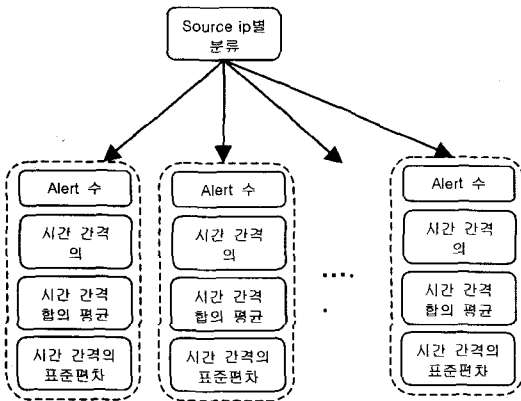 Source ip별
분류
Alert 수
시간 간격
의
시간 간격
합의 평균
시간 간격의
표준편차
Alert 수
시간 간격
의
시간 간격
합의 평균
시간 간격의
표준편차
....
.
Alert 수
시간 간격
의
시간 간격
합의 평균
시간 간격의
표준편차